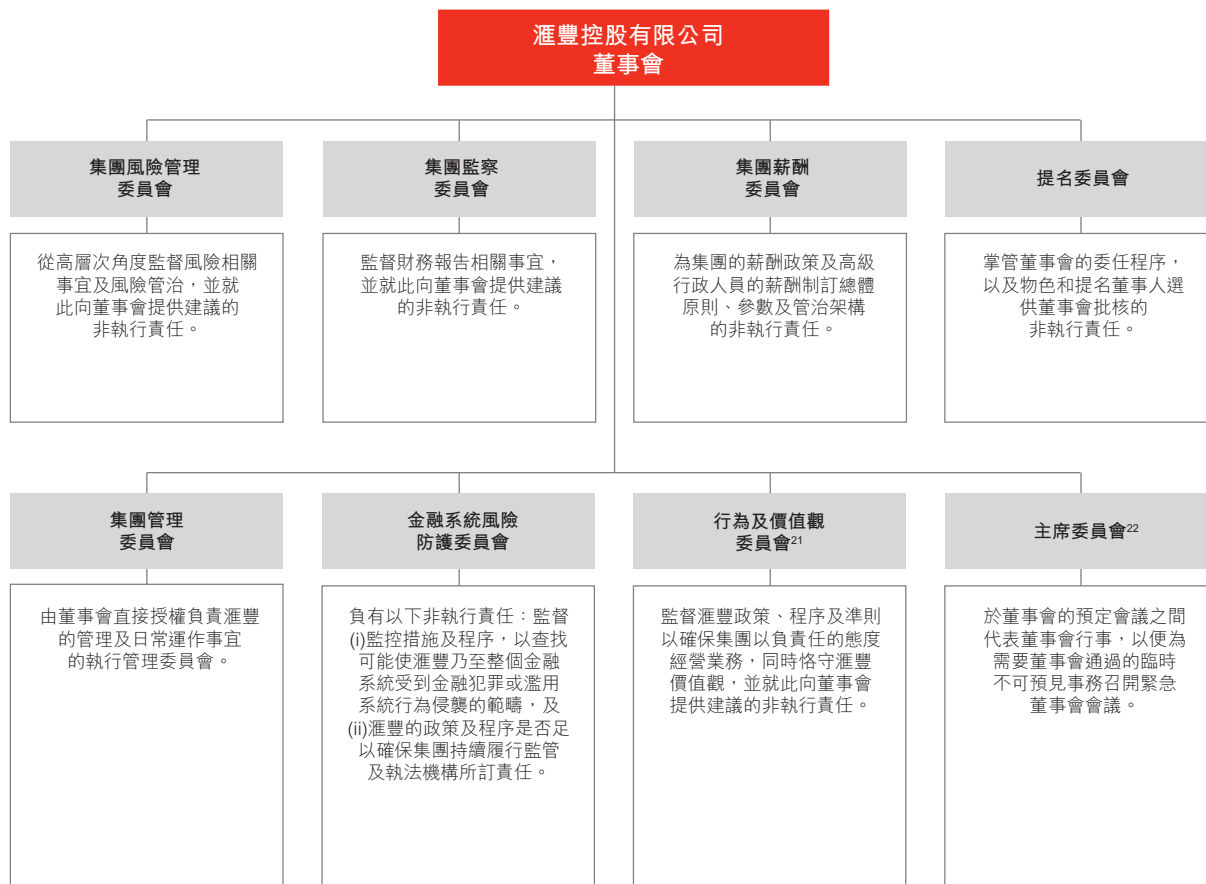 滙豐控股有限公司
董事會
集團風險管理
委員會
從高層次角度監督風險相關
事宜及風險管治，並就
此向董事會提供建議的
非執行責任。
集團監察
委員會
監督財務報告相關事宜，
並就此向董事會提供建議
的非執行責任。
集團薪酬
委員會
為集團的薪酬政策及高級
行政人員的薪酬制訂總體
原則、參數及管治架構
的非執行責任。
提名委員會
掌管董事會的委任程序，
以及物色和提名董事人選
供董事會批核的
非執行責任。
集團管理
委員會
由董事會直接授權負責滙豐
的管理及日常運作事宜
的執行管理委員會。
金融系統風險
防護委員會
負有以下非執行責任：監督
(i)監控措施及程序，以查找
可能使滙豐乃至整個金融
系統受到金融犯罪或濫用
系統行為侵襲的範疇，及
(ii)滙豐的政策及程序是否足
以確保集團持續履行監管
及執法機構所訂責任。
行為及價值觀
委員會21
監督滙豐政策、程序及準則
以確保集團以負責任的態度
經營業務，同時恪守滙豐
價值觀，並就此向董事會
提供建議的非執行責任。
主席委員會22
於董事會的預定會議之間
代表董事會行事，以便為
需要董事會通過的臨時
不可預見事務召開緊急
董事會會議。